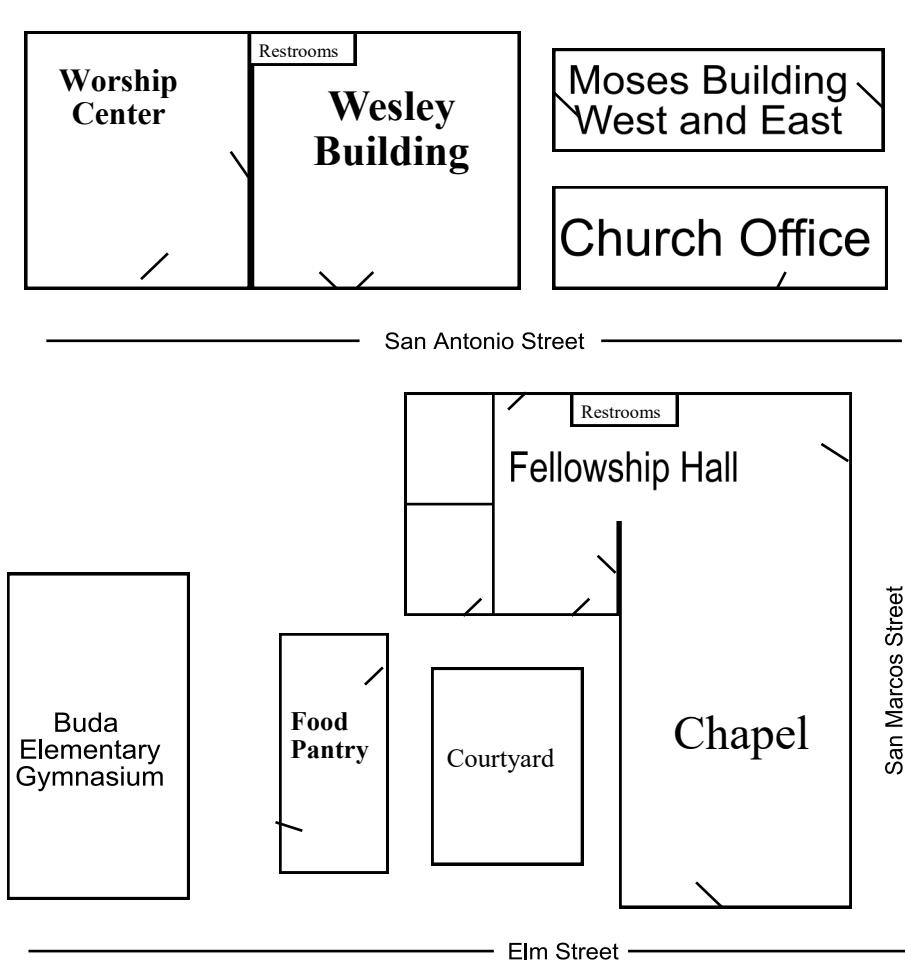 Restrooms
Worship
Center
Wesley
Building
Moses Building
West and East
Church Office
San Antonio Street
Restrooms
Fellowship Hall
San Marcos Street
Buda
Elementary
Gymnasium
Food
Pantry
Courtyard
Chapel
Elm Street